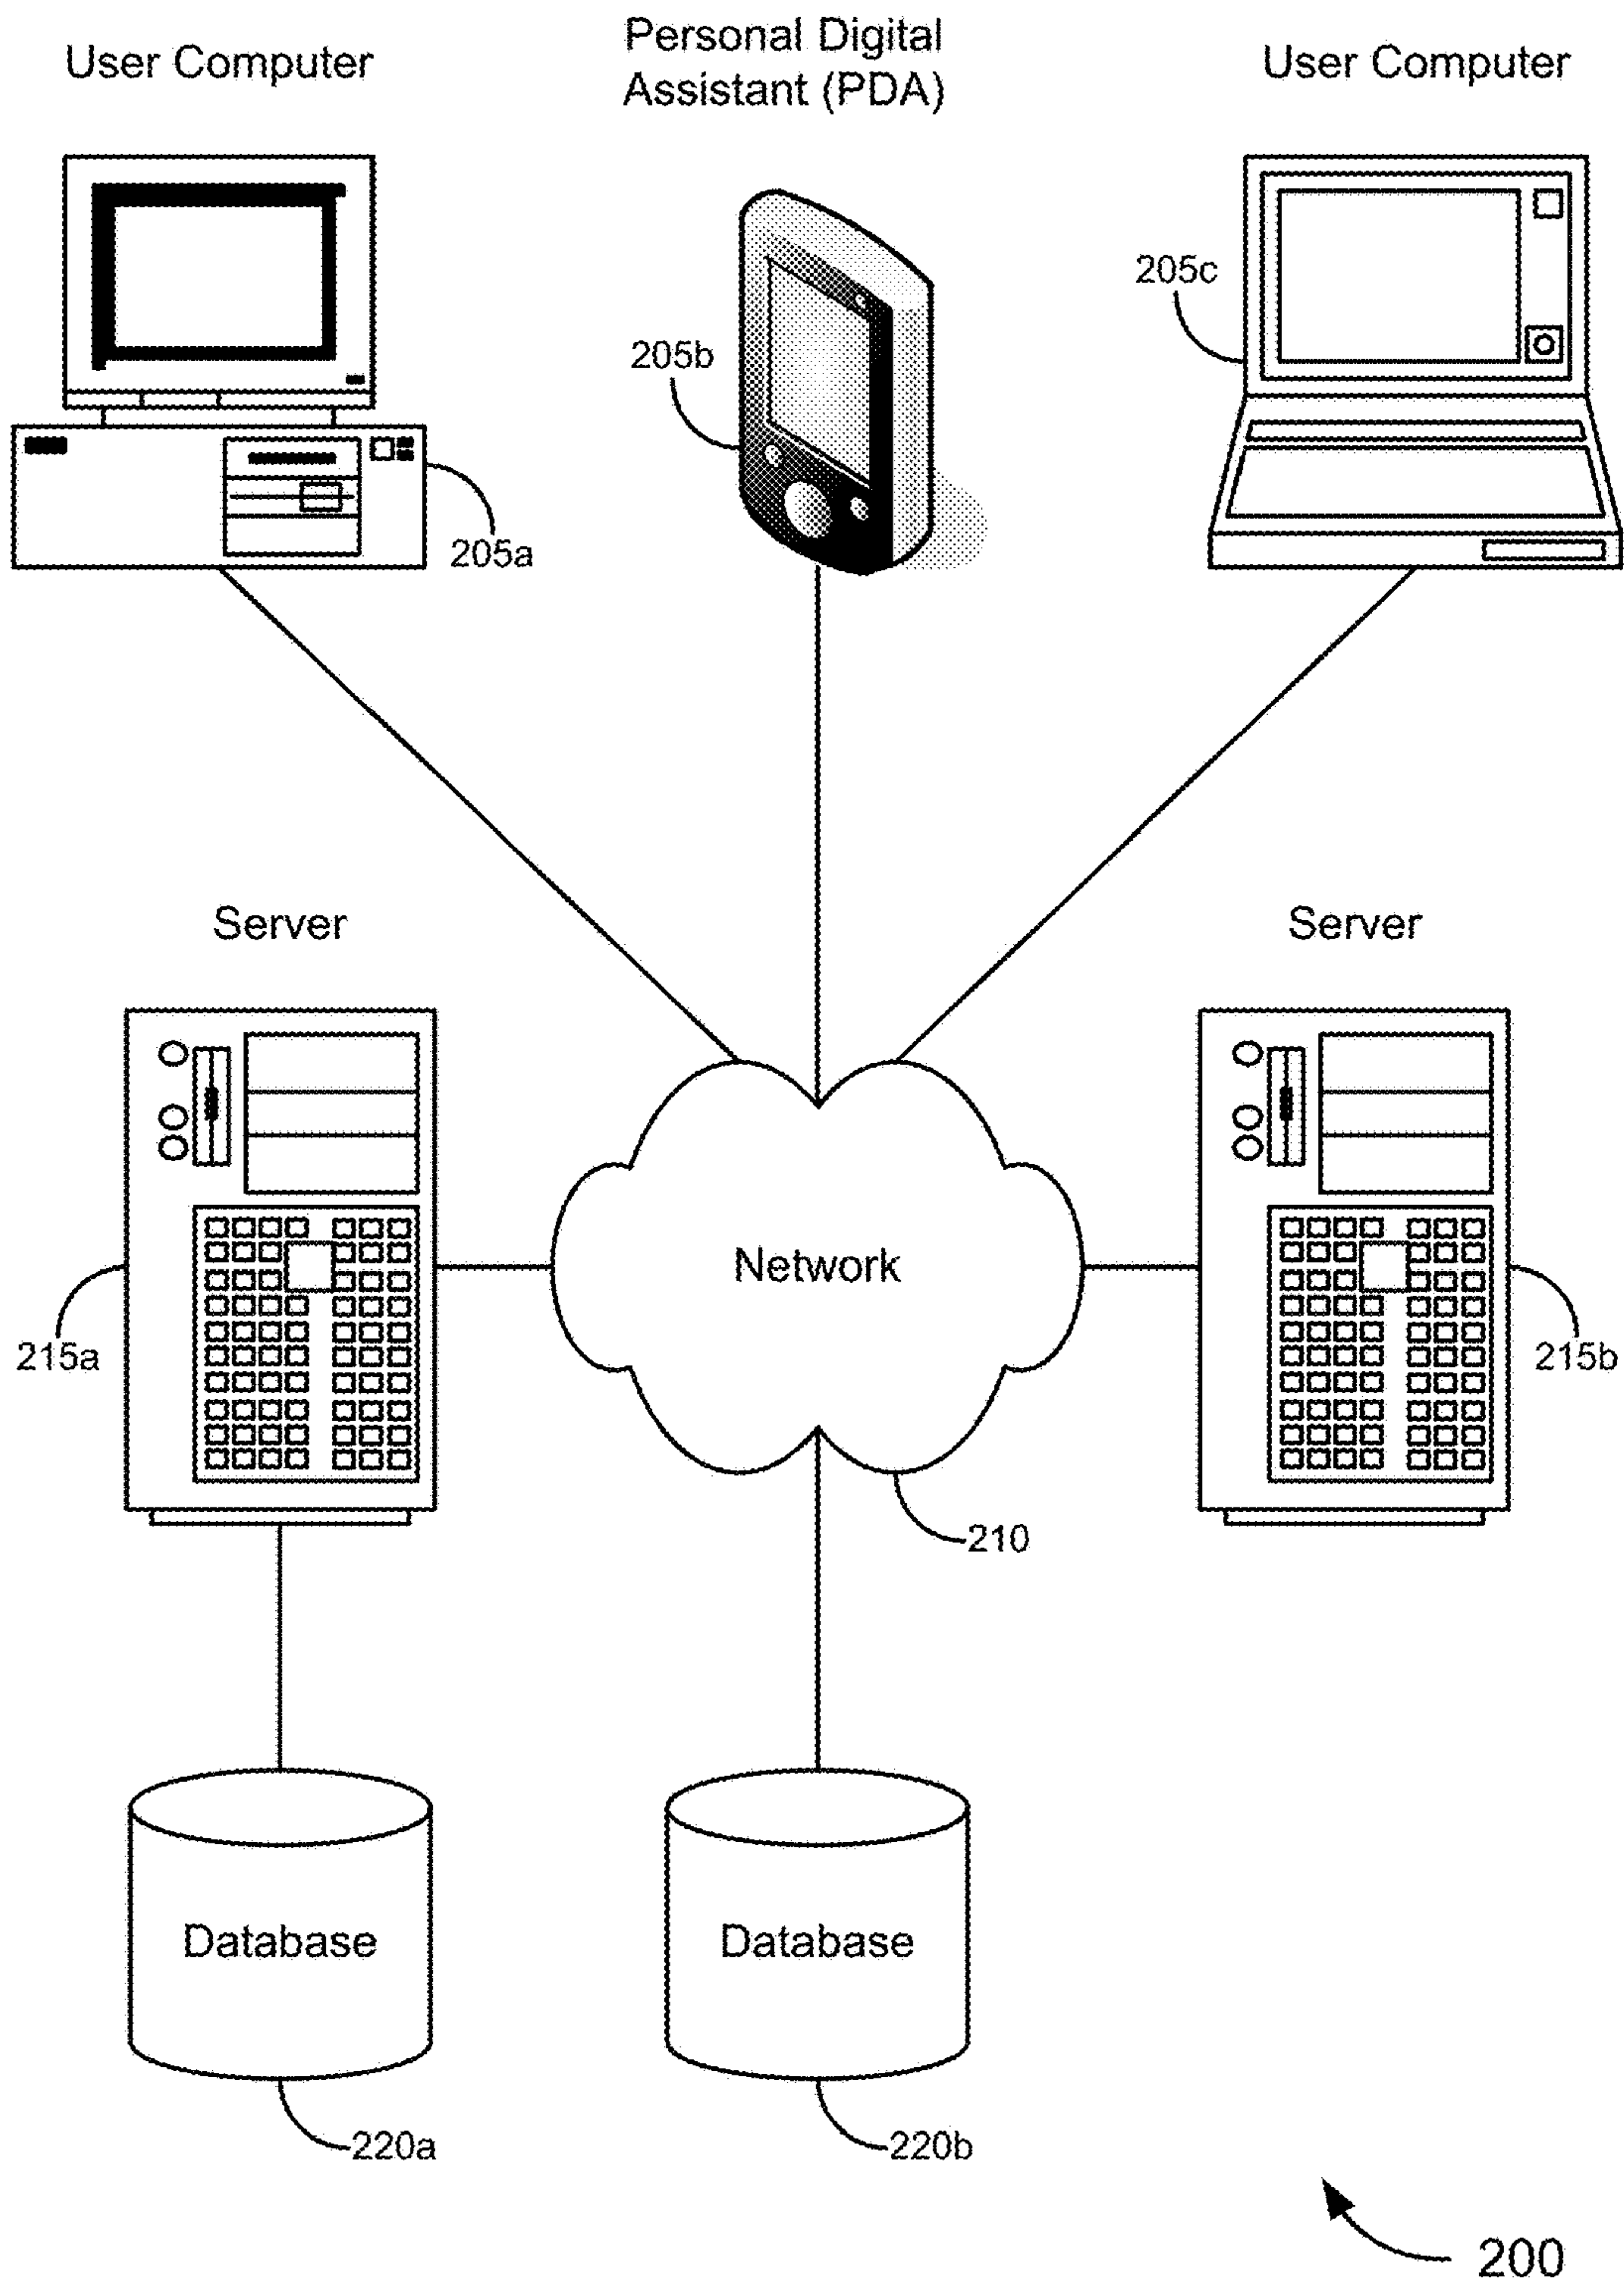 User Computer
Personal Digital
Assistant (PDA)
User Computer
205c
205b
205a
Server
Server
Network
215a
215b
210
Database
Database
220a
220b
200